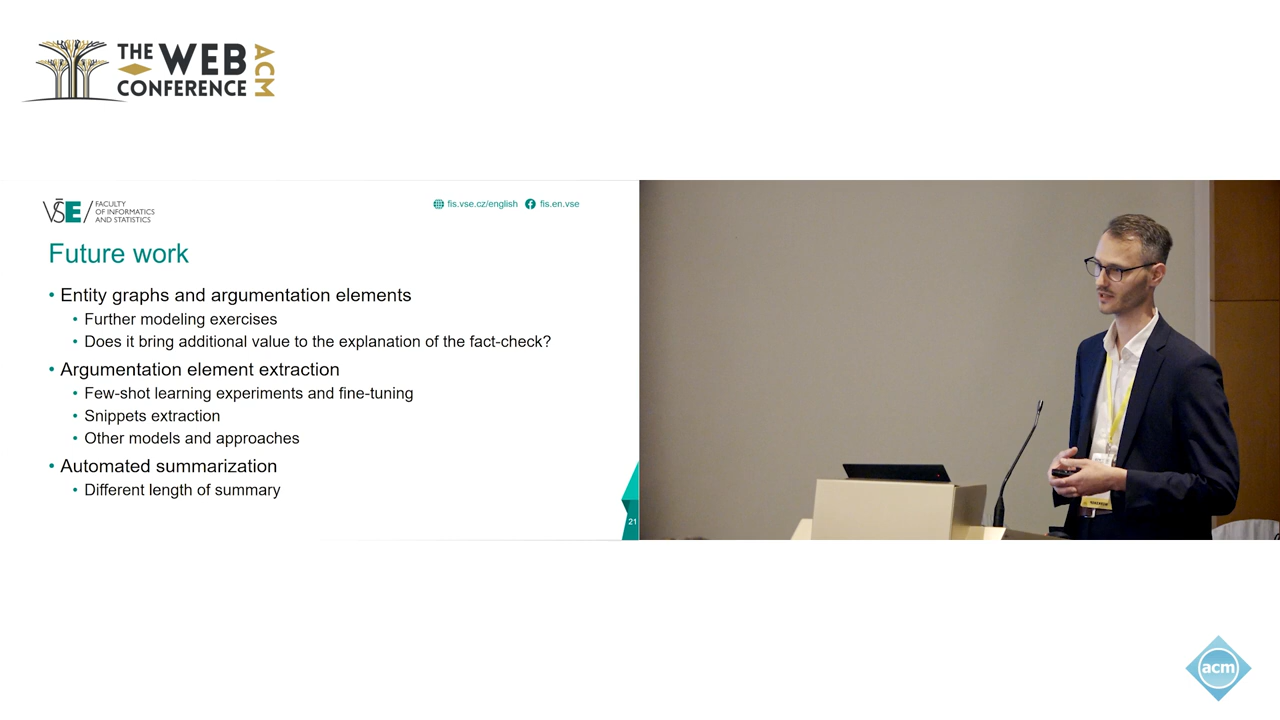 THE WEB
CONFERENCE
ACM
VŠE
FACULTY
OF INFORMATICS
AND STATISTICS
fis.vse.cz/english
fis.en.vse
Future work
• Entity graphs and argumentation elements
• Further modeling exercises
• Does it bring additional value to the explanation of the fact-check?
• Argumentation element extraction
• Few-shot learning experiments and fine-tuning
• Snippets extraction
• Other models and approaches
• Automated summarization
• Different length of summary
21
acm